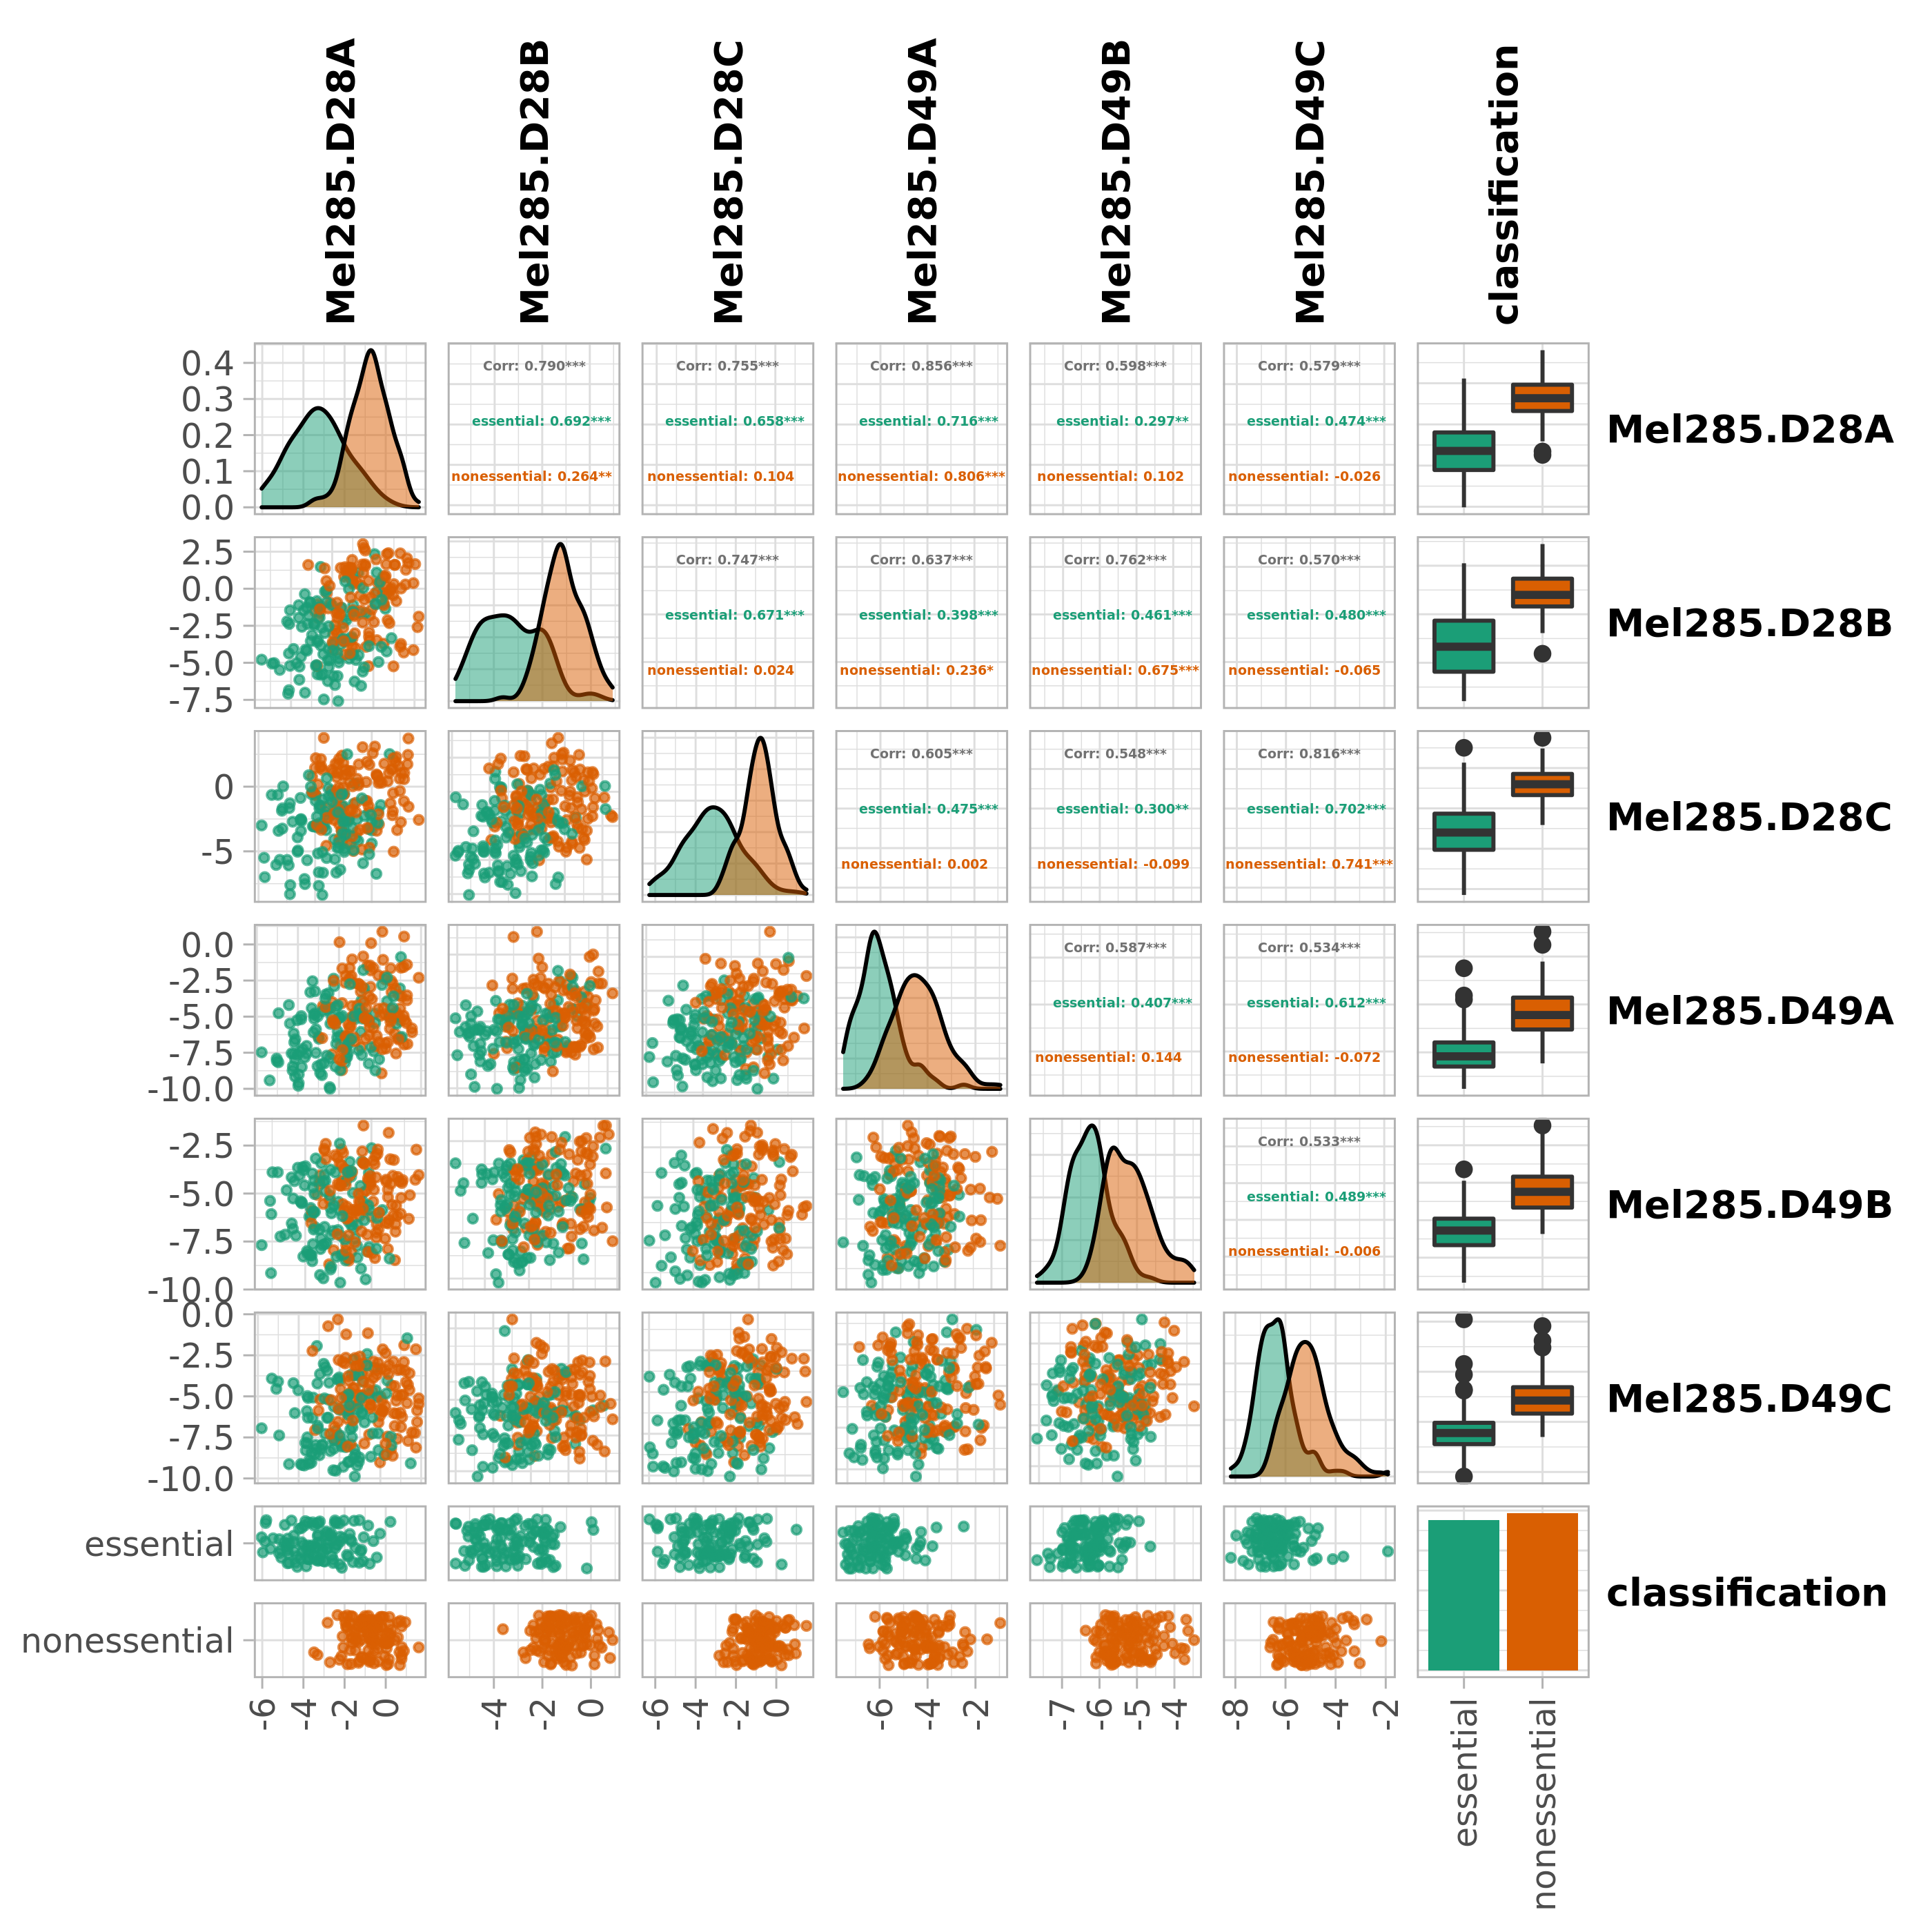 Mel285.D28A
Mel285.D28B
Mel285.D28C
Mel285.D49A
Mel285.D49B
Mel285.D49C
classification
0.4
0.3
0.2
0.1
0.0
Corr: 0.790***
essential: 0.692***
nonessential: 0.264**
Corr: 0.755***
essential: 0.658***
nonessential: 0.104
Corr: 0.856***
essential: 0.716***
nonessential: 0.806***
Corr: 0.598***
essential: 0.297**
nonessential: 0.102
Corr: 0.579***
essential: 0.474***
nonessential: -0.026
Mel285.D28A
2.5
0.0
-2.5
-5.0
-7.5
Corr: 0.747***
essential: 0.671***
nonessential: 0.024
Corr: 0.637***
essential: 0.398***
nonessential: 0.236*
Corr: 0.762***
essential: 0.461***
nonessential: 0.675***
Corr: 0.570***
essential: 0.480***
nonessential: -0.065
Mel285.D28B
0
-5
Corr: 0.605***
essential: 0.475***
nonessential: 0.002
Corr: 0.548***
essential: 0.300**
nonessential: -0.099
Corr: 0.816***
essential: 0.702***
nonessential: 0.741***
Mel285.D28C
0.0
-2.5
-5.0
-7.5
-10.0
Corr: 0.587***
essential: 0.407***
nonessential: 0.144
Corr: 0.534***
essential: 0.612***
nonessential: -0.072
Mel285.D49A
-2.5
-5.0
-7.5
-10.0
Corr: 0.533***
essential: 0.489***
nonessential: -0.006
Mel285.D49B
0.0
-2.5
-5.0
-7.5
-10.0
Mel285.D49C
essential
nonessential
classification
-6
-4
-2
0
-4
-2
0
-6
-4
-2
0
-6
-4
-2
-7
-6
-5
-4
-8
-6
-4
-2
essential
nonessential